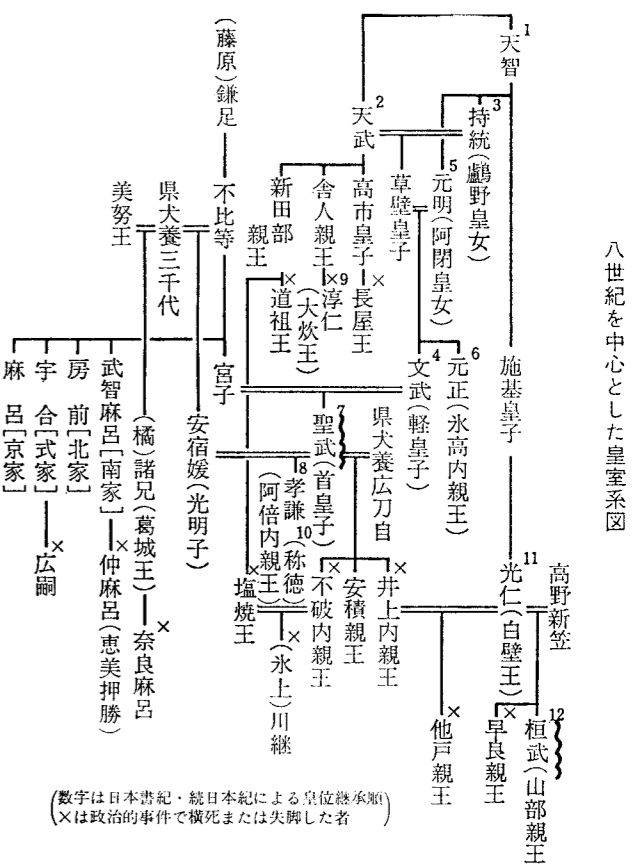 八世紀を中心とした皇室系図
1 天智
2 天武
3 持統(鸕野皇女)
5 元明(阿閉皇女)
草壁皇子
高市皇子
舎人親王
新田部親王
(藤原)鎌足
不比等
県犬養三千代
美努王
施基皇子
6 元正(氷高内親王)
4 文武(軽皇子)
×長屋王
×9 淳仁(大炊王)
×道祖王
宮子
県犬養広刀自
7 聖武(首皇子)
安宿媛(光明子)
(橘)諸兄(葛城王)
武智麻呂[南家]
房前[北家]
宇合[式家]
麻呂[京家]
高野新笠
11 光仁(白壁王)
×井上内親王
安積親王
×不破内親王
8 孝謙(阿倍内親王)
10 (称徳)
×塩焼王
×奈良麻呂
×仲麻呂(恵美押勝)
×広嗣
12 桓武(山部親王)
×早良親王
×他戸親王
×(氷上)川継
(数字は日本書紀・続日本紀による皇位継承順
×は政治的事件で横死または失脚した者)